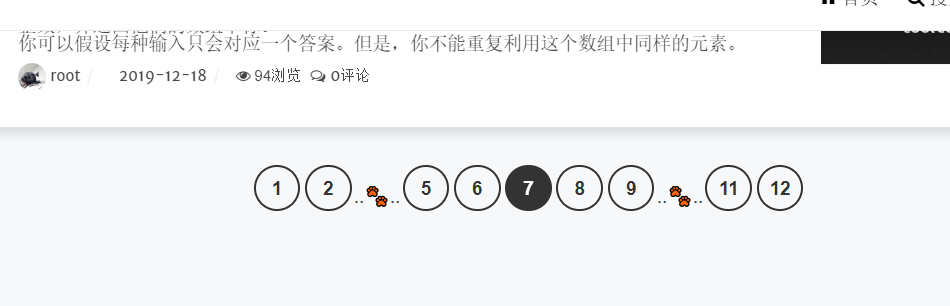 首页
你可以假设每种输入只会对应一个答案。但是，你不能重复利用这个数组中同样的元素。
root / 2019-12-18 / 94浏览 0评论
1 2 .. .. 5 6 7 8 9 .. .. 11 12